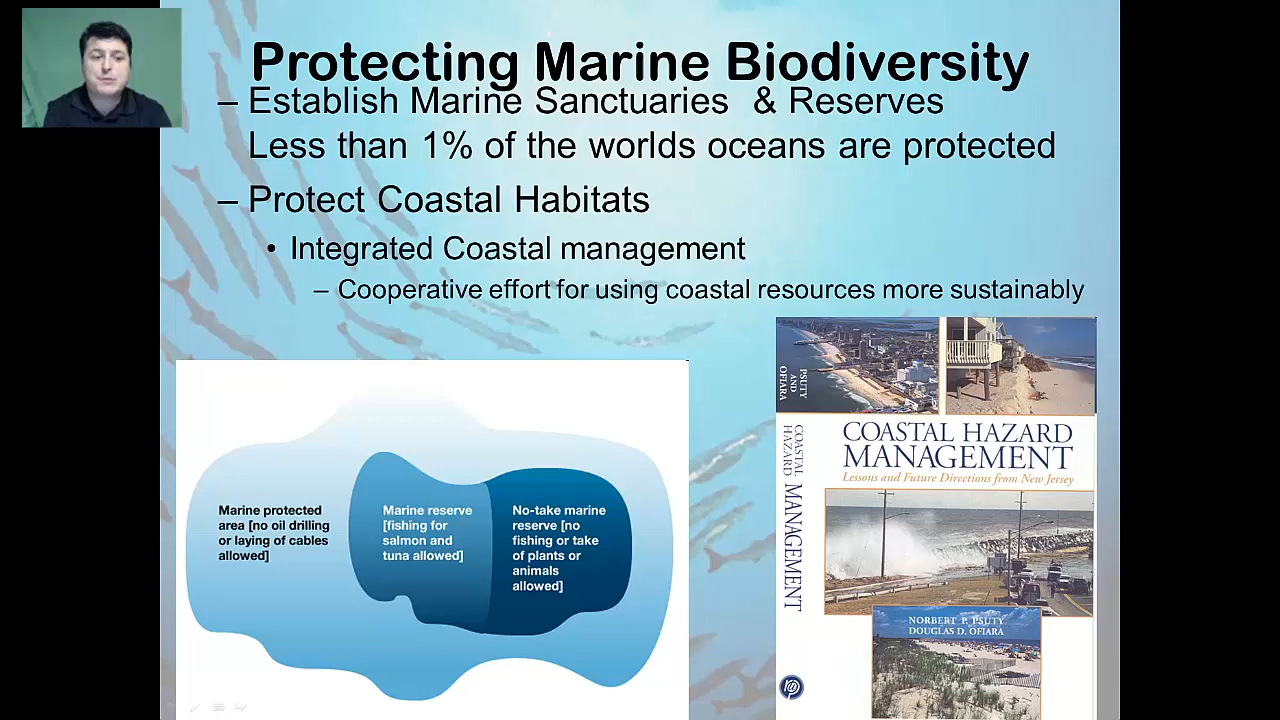 Protecting Marine Biodiversity
– Establish Marine Sanctuaries & Reserves
Less than 1% of the worlds oceans are protected
– Protect Coastal Habitats
• Integrated Coastal management
– Cooperative effort for using coastal resources more sustainably
Marine protected
area [no oil drilling
or laying of cables
allowed]
Marine reserve
[fishing for
salmon and
tuna allowed]
No-take marine
reserve [no
fishing or take
of plants or
animals
allowed]
PSUTY
AND
OFIARA
COASTAL
HAZARD
MANAGEMENT
COASTAL HAZARD
MANAGEMENT
Lessons and Future Directions from New Jersey
NORBERT P. PSUTY
DOUGLAS D. OFIARA